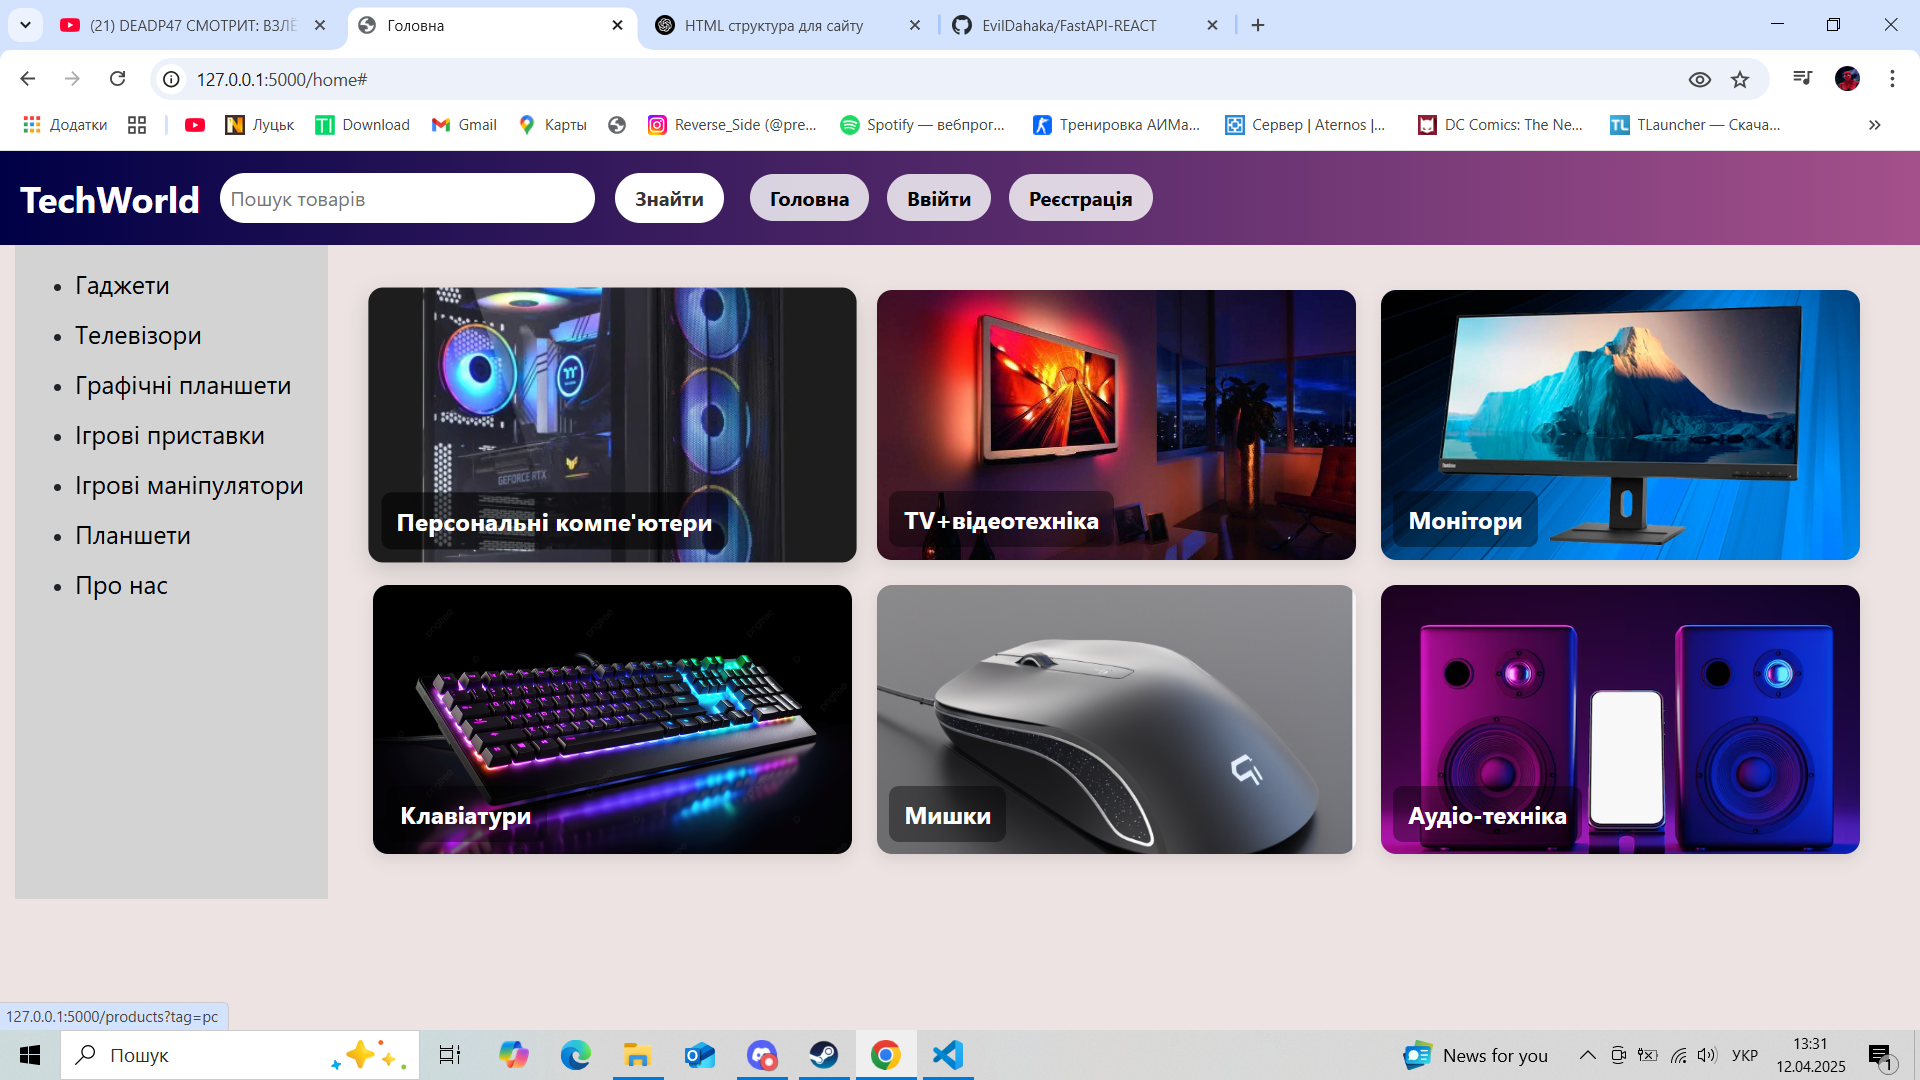 (21) DEADP47 СМОТРИТ: ВЗЛЁ
Головна
HTML структура для сайту
EvilDahaka/FastAPI-REACT
127.0.0.1:5000/home#
Додатки
Луцьк
Download
Gmail
Карты
Reverse_Side (@pre...
Spotify — вебпрог...
Тренировка АИМа...
Сервер | Aternos |...
DC Comics: The Ne...
TLauncher — Скача...
TechWorld
Пошук товарів
Знайти
Головна
Ввійти
Реєстрація
Гаджети
Телевізори
Графічні планшети
Ігрові приставки
Ігрові маніпулятори
Планшети
Про нас
GEFORCE RTX
Персональні компе'ютери
TV+відеотехніка
Монітори
Клавіатури
Мишки
Аудіо-техніка
127.0.0.1:5000/products?tag=pc
Пошук
News for you
УКР
13:31
12.04.2025
1